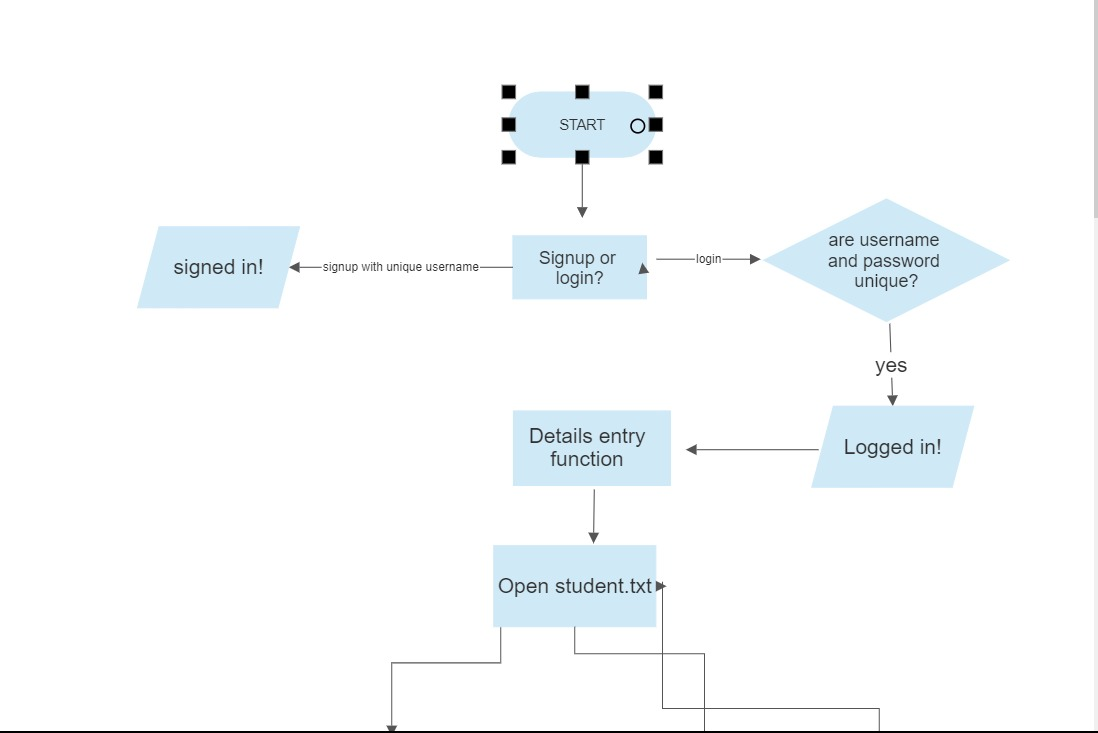 START
signed in!
signup with unique username
Signup or
login?
login
are username
and password
unique?
yes
Details entry
function
Logged in!
Open student.txt